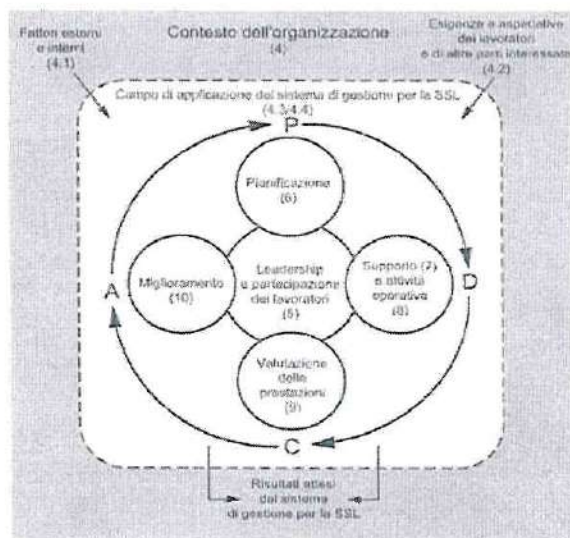 Fattori esterni
e interni
(4.1)
Contesto dell'organizzazione
(4)
Esigenze e aspettative
dei lavoratori
e di altre parti interessate
(4.2)
Campo di applicazione del sistema di gestione per la SSL
(4.3/4.4)
P
Pianificazione
(6)
A
Miglioramento
(10)
Leadership
e partecipazione
dei lavoratori
(5)
Supporto (7)
e attività
operative
(8)
D
Valutazione
delle
prestazioni
(9)
C
Risultati attesi
dal sistema
di gestione per la SSL